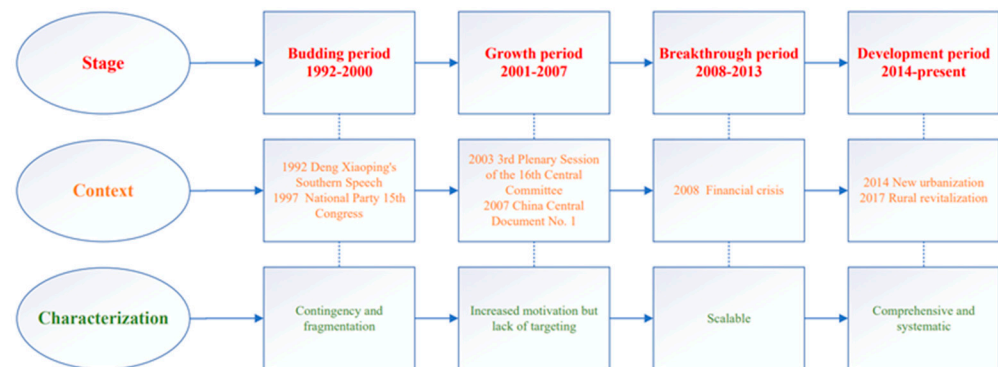 Stage
Budding period
1992-2000
Growth period
2001-2007
Breakthrough period
2008-2013
Development period
2014-present
Context
1992 Deng Xiaoping's
Southern Speech
1997 National Party 15th
Congress
2003 3rd Plenary Session
of the 16th Central
Committee
2007 China Central
Document No. 1
2008 Financial crisis
2014 New urbanization
2017 Rural revitalization
Characterization
Contingency and
fragmentation
Increased motivation but
lack of targeting
Scalable
Comprehensive and
systematic